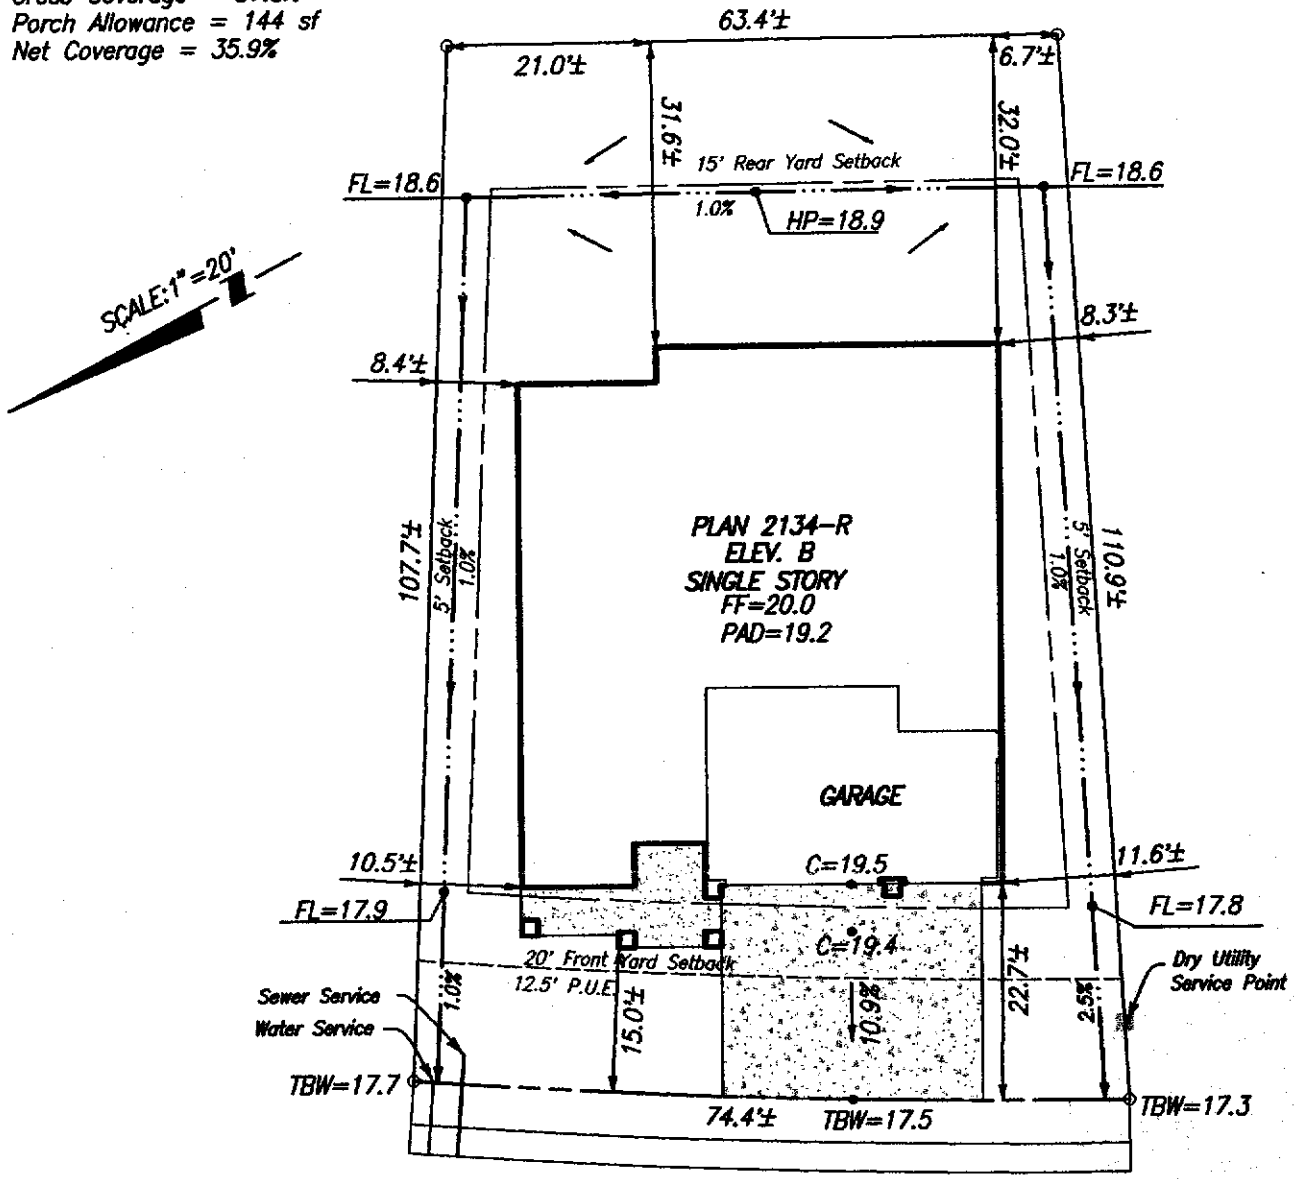 Porch Allowance = 144 sf
Net Coverage = 35.9%
63.4'±
21.0'±
6.7'±
31.6'±
32.0'±
15' Rear Yard Setback
FL=18.6
FL=18.6
1.0%
HP=18.9
SCALE: 1"=20'
8.3'±
8.4'±
107.7'±
5' Setback
1.0%
PLAN 2134-R
ELEV. B
SINGLE STORY
FF=20.0
PAD=19.2
1.0%
5' Setback
110.9'±
GARAGE
10.5'±
C=19.5
11.6'±
FL=17.9
FL=17.8
C=19.4
20' Front Yard Setback
12.5' P.U.E.
Dry Utility
Service Point
Sewer Service
Water Service
1.0%
15.0'±
10.9%
22.7'±
2.5%
TBW=17.7
74.4'±
TBW=17.5
TBW=17.3